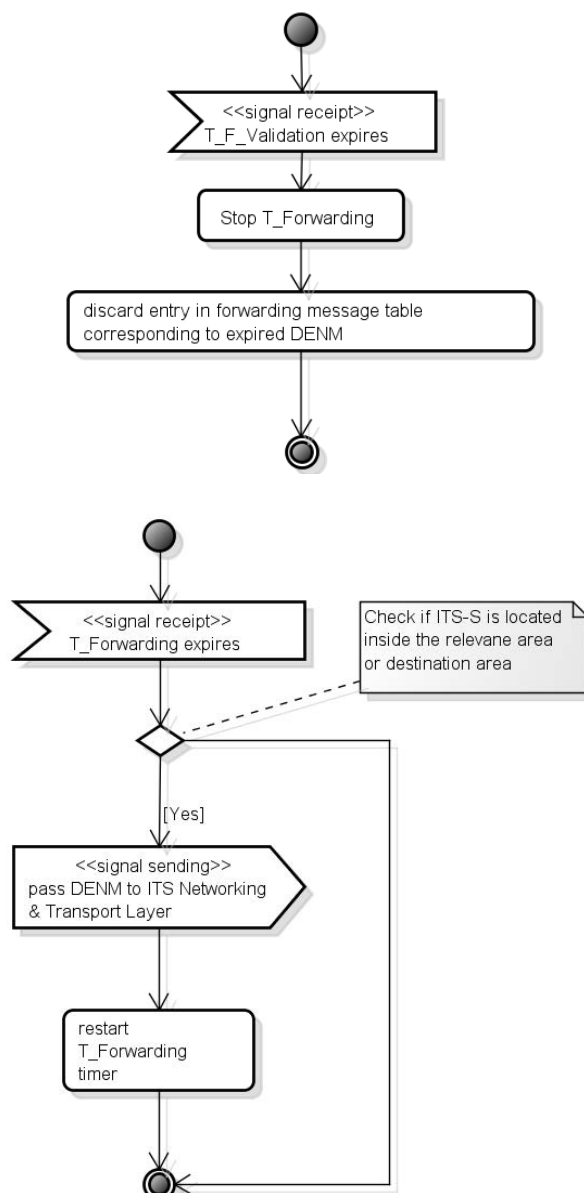 <<signal receipt>>
T_F_Validation expires
Stop T_Forwarding
discard entry in forwarding message table
corresponding to expired DENM
<<signal receipt>>
T_Forwarding expires
Check if ITS-S is located
inside the relevane area
or destination area
[Yes]
<<signal sending>>
pass DENM to ITS Networking
& Transport Layer
restart
T_Forwarding
timer